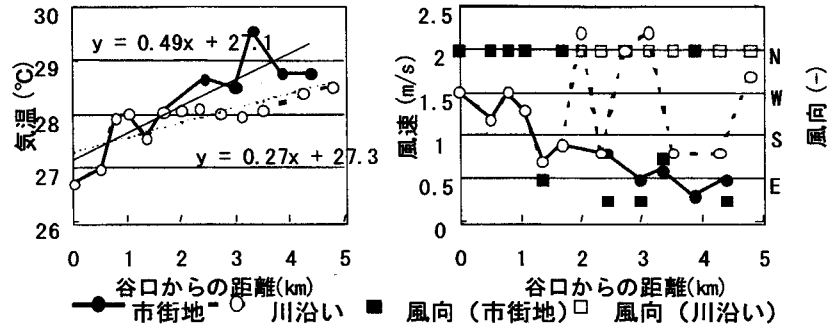 30
29
28
27
26
気温(℃)
y = 0.49x + 27.1
y = 0.27x + 27.3
0 1 2 3 4 5
谷口からの距離(km)
2.5
2
1.5
1
0.5
0
風速(m/s)
N
W
S
E
風向(-)
0 1 2 3 4 5
谷口からの距離(km)
市街地 川沿い 風向(市街地) 風向(川沿い)